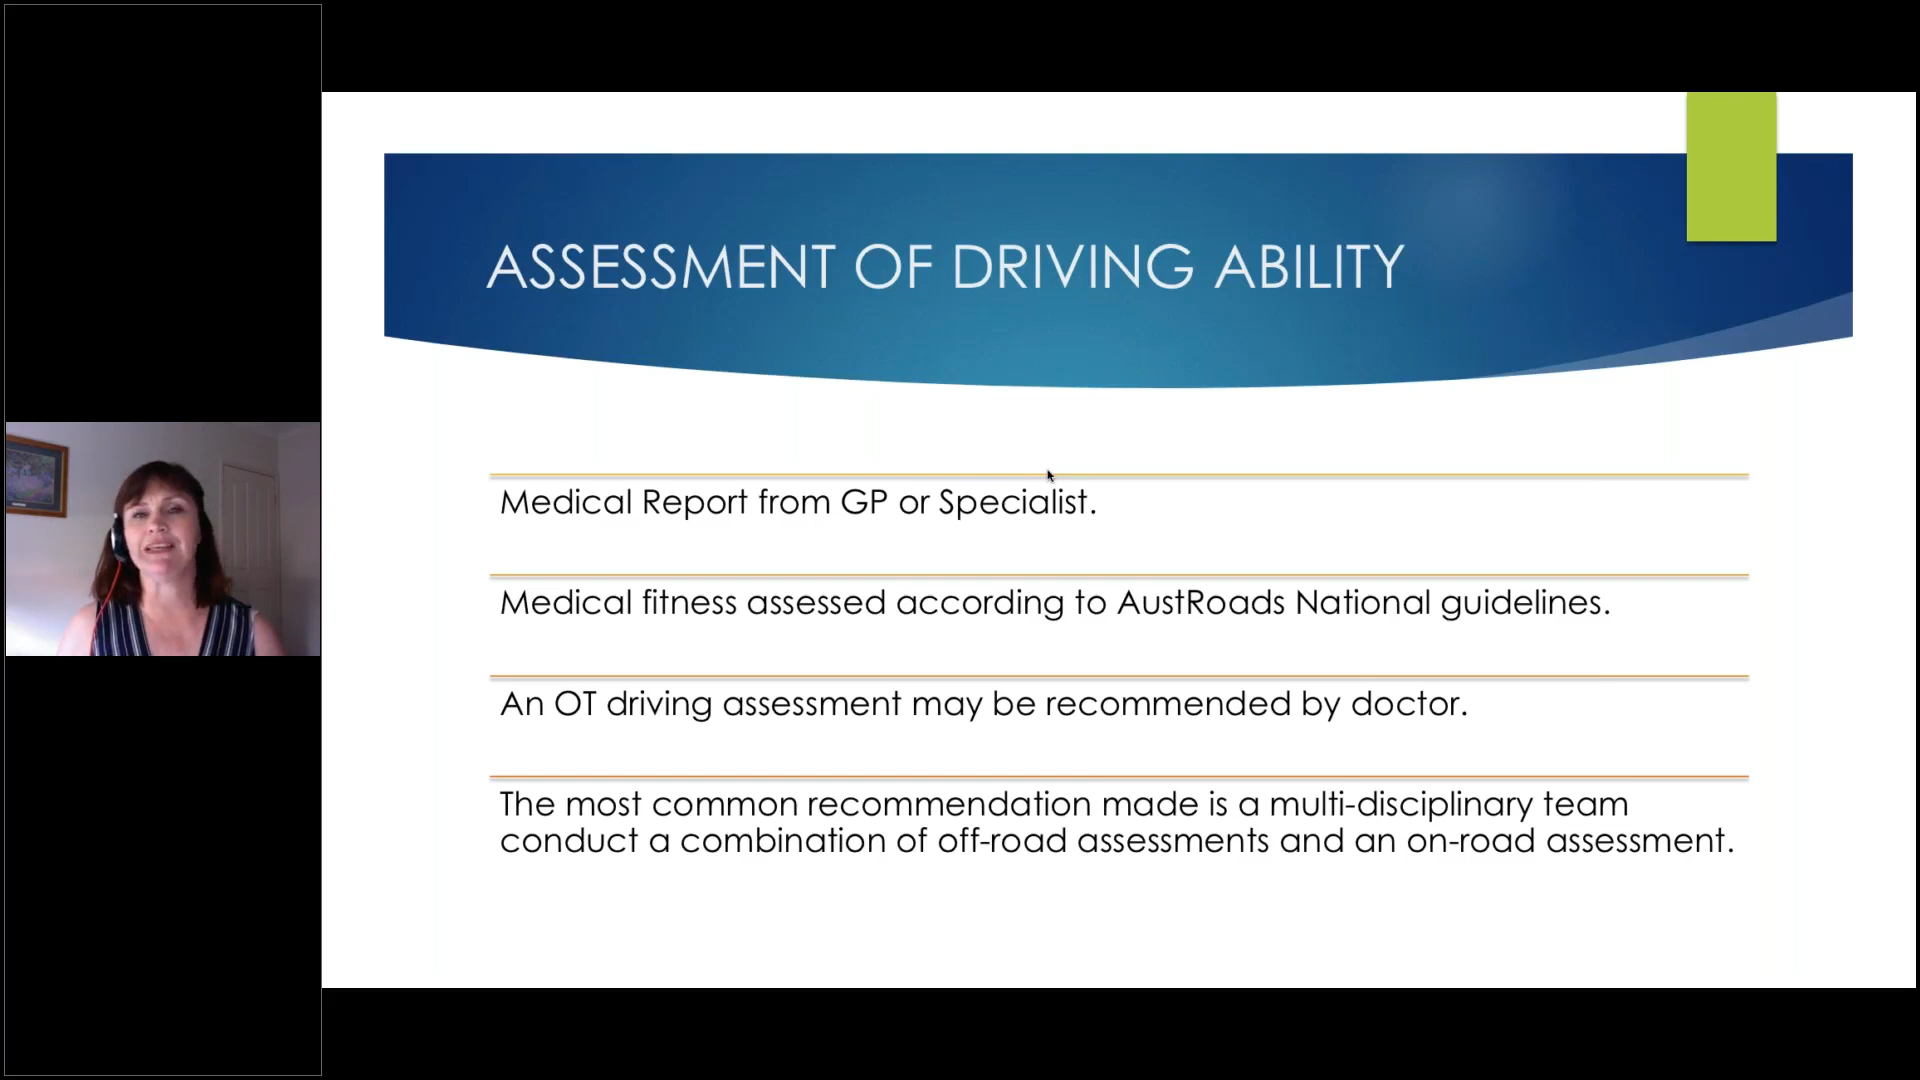 ASSESSMENT OF DRIVING ABILITY
Medical Report from GP or Specialist.
Medical fitness assessed according to AustRoads National guidelines.
An OT driving assessment may be recommended by doctor.
The most common recommendation made is a multi-disciplinary team
conduct a combination of off-road assessments and an on-road assessment.